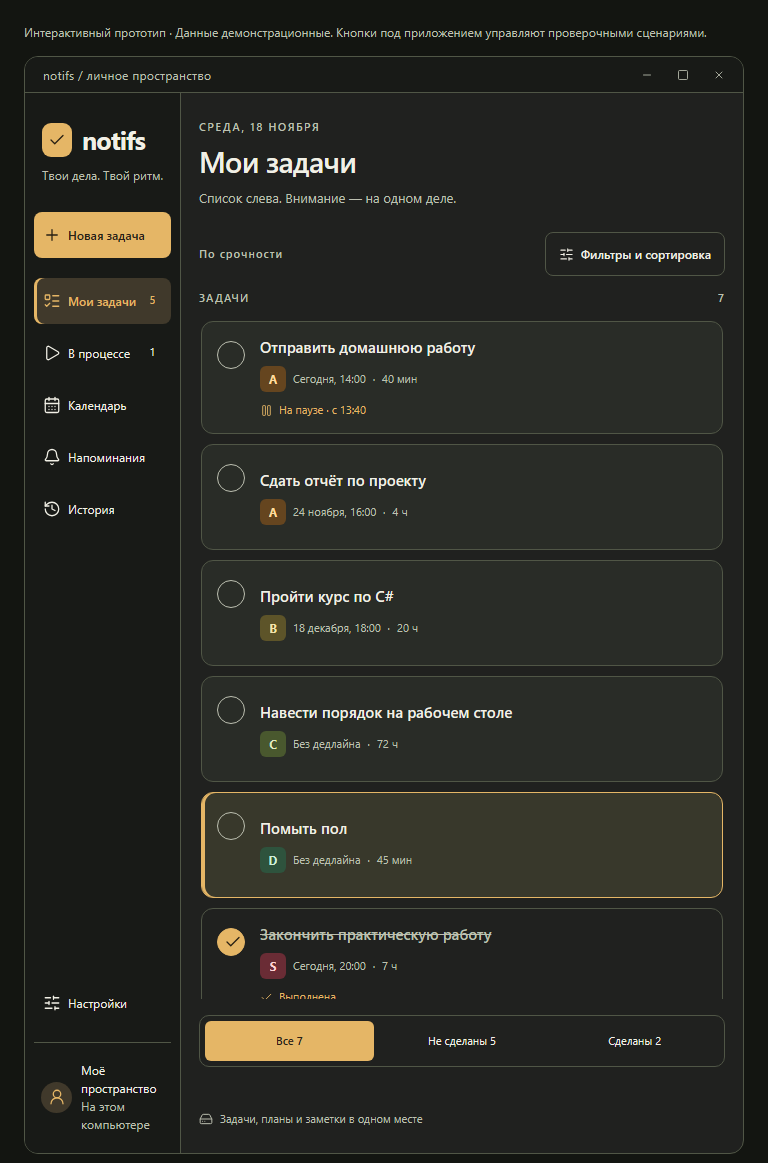 Интерактивный прототип · Данные демонстрационные. Кнопки под приложением управляют проверочными сценариями.
notifs / личное пространство
notifs
Твои дела. Твой ритм.
Новая задача
Мои задачи 5
В процессе 1
Календарь
Напоминания
История
Настройки
Моё
пространство
На этом
компьютере
СРЕДА, 18 НОЯБРЯ
Мои задачи
Список слева. Внимание — на одном деле.
По срочности
Фильтры и сортировка
ЗАДАЧИ 7
Отправить домашнюю работу
A Сегодня, 14:00 · 40 мин
На паузе · с 13:40
Сдать отчёт по проекту
A 24 ноября, 16:00 · 4 ч
Пройти курс по C#
B 18 декабря, 18:00 · 20 ч
Навести порядок на рабочем столе
C Без дедлайна · 72 ч
Помыть пол
D Без дедлайна · 45 мин
Закончить практическую работу
S Сегодня, 20:00 · 7 ч
Выполнена
Все 7 Не сделаны 5 Сделаны 2
Задачи, планы и заметки в одном месте